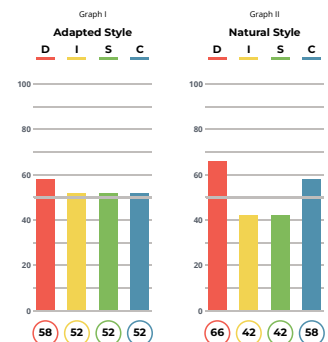 Graph I
Adapted Style
D I S C
100
80
60
40
20
0
58 52 52 52
Graph II
Natural Style
D I S C
100
80
60
40
20
0
66 42 42 58